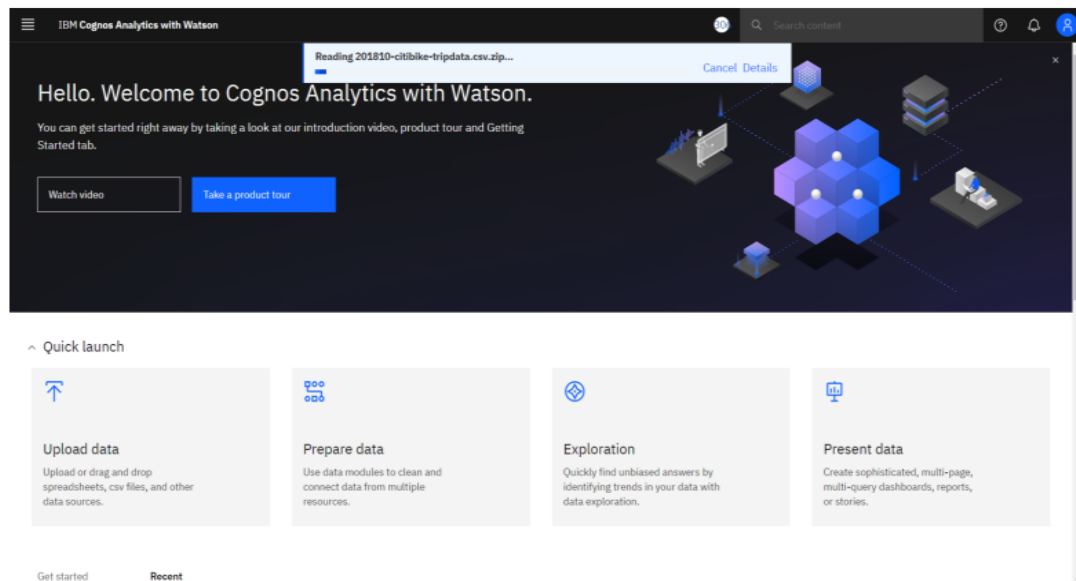 IBM Cognos Analytics with Watson
30
Search content
Reading 201810-citibike-tripdata.csv.zip...
Cancel Details
Hello. Welcome to Cognos Analytics with Watson.
You can get started right away by taking a look at our introduction video, product tour and Getting
Started tab.
Watch video
Take a product tour
Quick launch
Upload data
Upload or drag and drop
spreadsheets, csv files, and other
data sources.
Prepare data
Use data modules to clean and
connect data from multiple
resources.
Exploration
Quickly find unbiased answers by
identifying trends in your data with
data exploration.
Present data
Create sophisticated, multi-page,
multi-query dashboards, reports,
or stories.
Get started
Recent